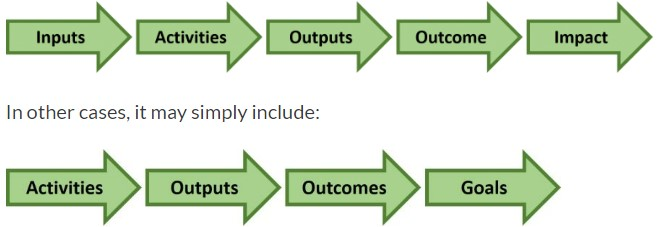 Inputs Activities Outputs Outcome Impact
In other cases, it may simply include:
Activities Outputs Outcomes Goals